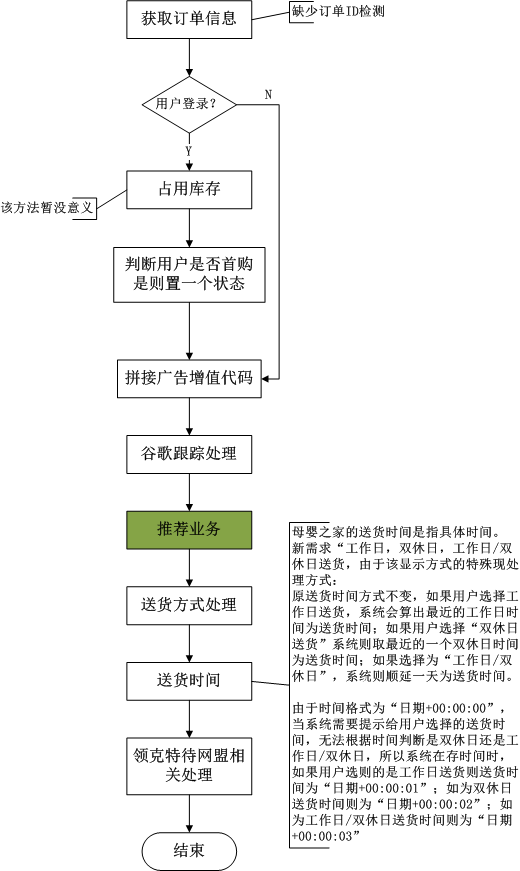 获取订单信息
缺少订单ID检测
用户登录？
N
Y
占用库存
该方法暂没意义
判断用户是否首购
是则置一个状态
拼接广告增值代码
谷歌跟踪处理
推荐业务
送货方式处理
送货时间
母婴之家的送货时间是指具体时间。
新需求“工作日，双休日，工作日/双
休日送货，由于该显示方式的特殊现处
理方式：
原送货时间方式不变，如果用户选择工
作日送货，系统会算出最近的工作日时
间为送货时间；如果用户选择“双休日
送货”系统则取最近的一个双休日时间
为送货时间；如果选择为“工作日/双
休日”，系统则顺延一天为送货时间。
由于时间格式为“日期+00:00:00”，
当系统需要提示给用户选择的送货时
间，无法根据时间判断是双休日还是工
作日/双休日，所以系统在存时间时，
如果用户选则的是工作日送货则送货时
间为“日期+00:00:01”；如为双休日
送货时间则为“日期+00:00:02”；如
为工作日/双休日送货时间则为“日期
+00:00:03”
领克特待网盟相
关处理
结束